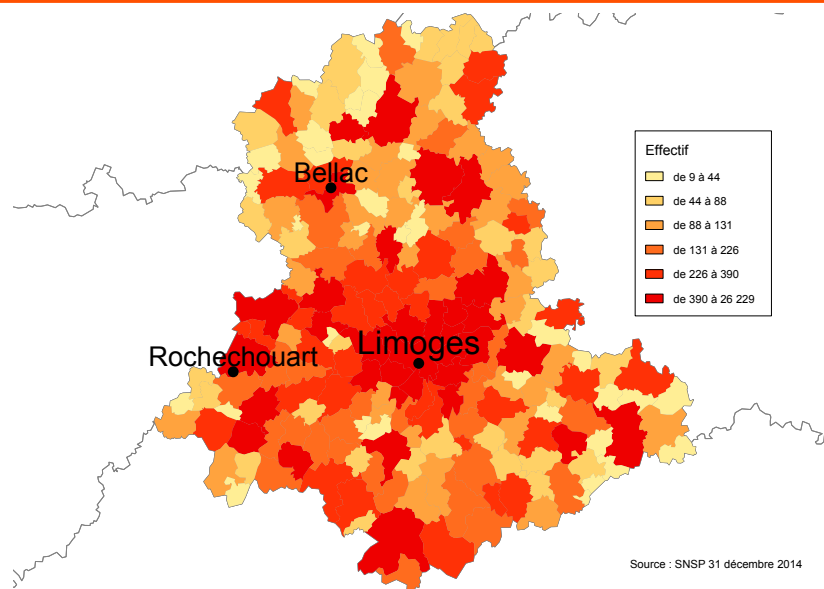 Effectif
de 9 à 44
de 44 à 88
de 88 à 131
de 131 à 226
de 226 à 390
de 390 à 26 229
Bellac
Rochechouart
Limoges
Source : SNSP 31 décembre 2014